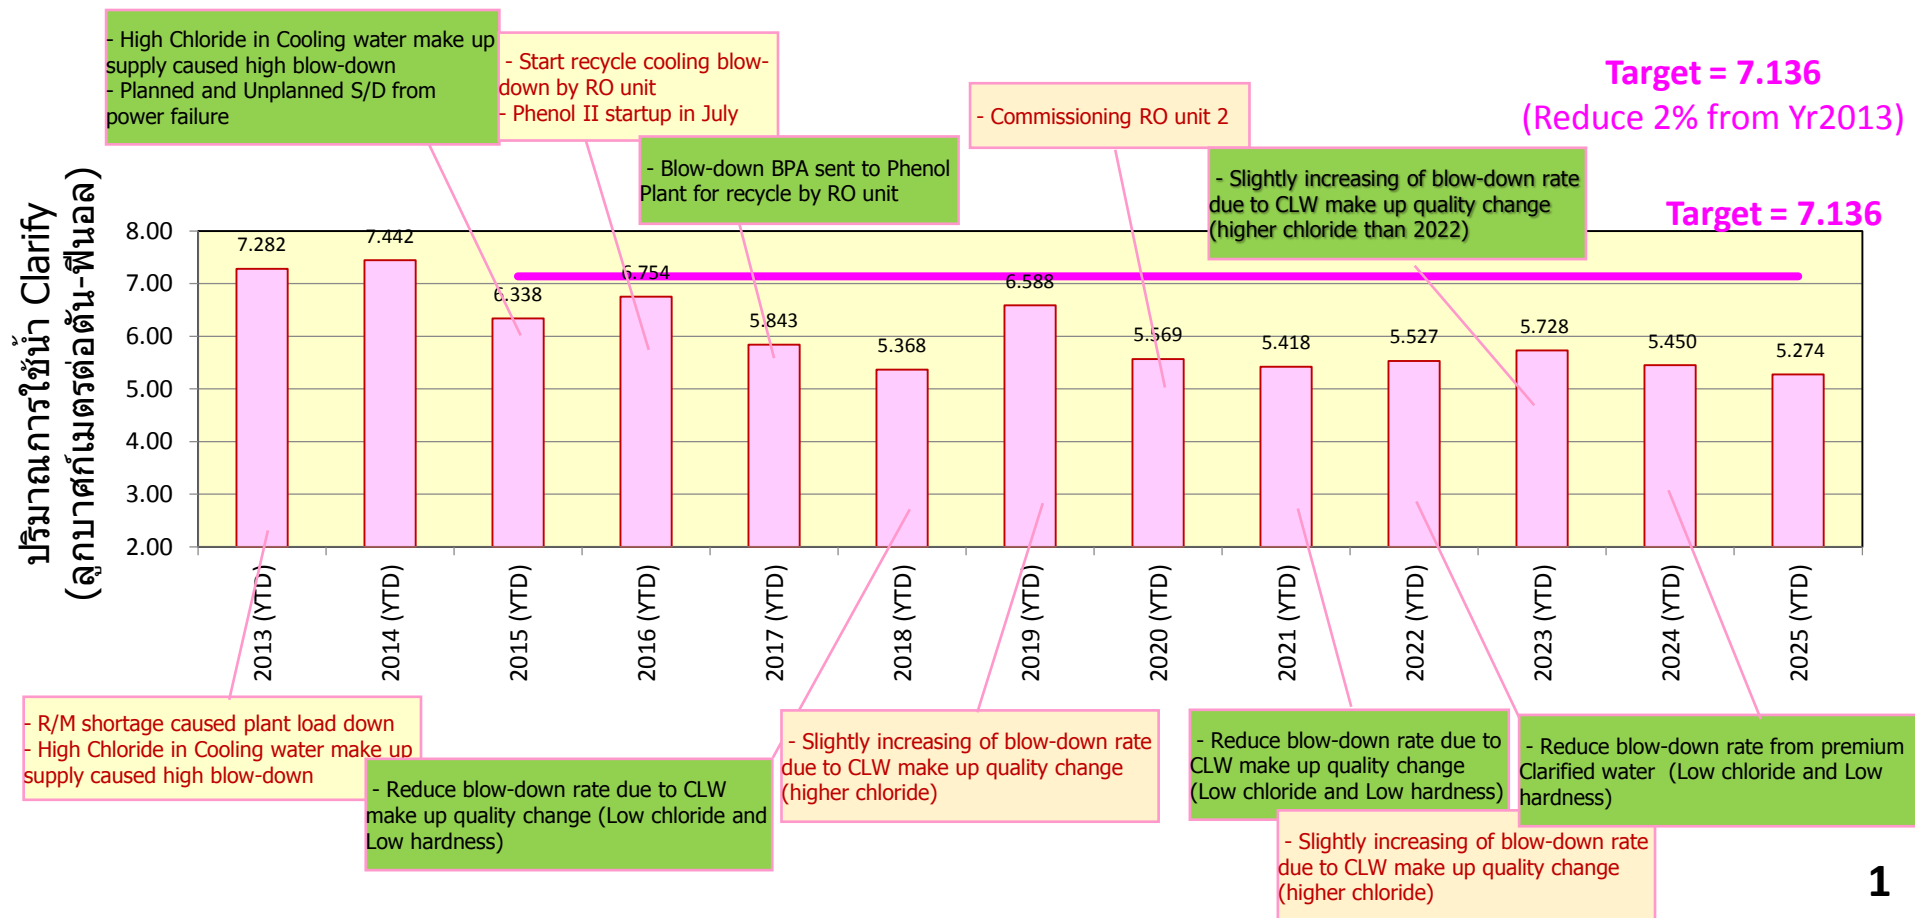 - High Chloride in Cooling water make up
supply caused high blow-down
- Planned and Unplanned S/D from
power failure
- Start recycle cooling blow-
down by RO unit
- Phenol II startup in July
- Blow-down BPA sent to Phenol
Plant for recycle by RO unit
- Commissioning RO unit 2
Target = 7.136
(Reduce 2% from Yr2013)
- Slightly increasing of blow-down rate
due to CLW make up quality change
(higher chloride than 2022)
Target = 7.136
ปริมาณการใช้น้ำ Clarify
(ลูกบาศก์เมตรต่อตัน-ฟีนอล)
8.00
7.00
6.00
5.00
4.00
3.00
2.00
7.282
7.442
6.338
6.754
5.843
5.368
6.588
5.569
5.418
5.527
5.728
5.450
5.274
2013 (YTD)
2014 (YTD)
2015 (YTD)
2016 (YTD)
2017 (YTD)
2018 (YTD)
2019 (YTD)
2020 (YTD)
2021 (YTD)
2022 (YTD)
2023 (YTD)
2024 (YTD)
2025 (YTD)
- R/M shortage caused plant load down
- High Chloride in Cooling water make up
supply caused high blow-down
- Reduce blow-down rate due to CLW
make up quality change (Low chloride and
Low hardness)
- Slightly increasing of blow-down rate
due to CLW make up quality change
(higher chloride)
- Reduce blow-down rate due to
CLW make up quality change
(Low chloride and Low hardness)
- Slightly increasing of blow-down rate
due to CLW make up quality change
(higher chloride)
- Reduce blow-down rate from premium
Clarified water  (Low chloride and Low
hardness)
1